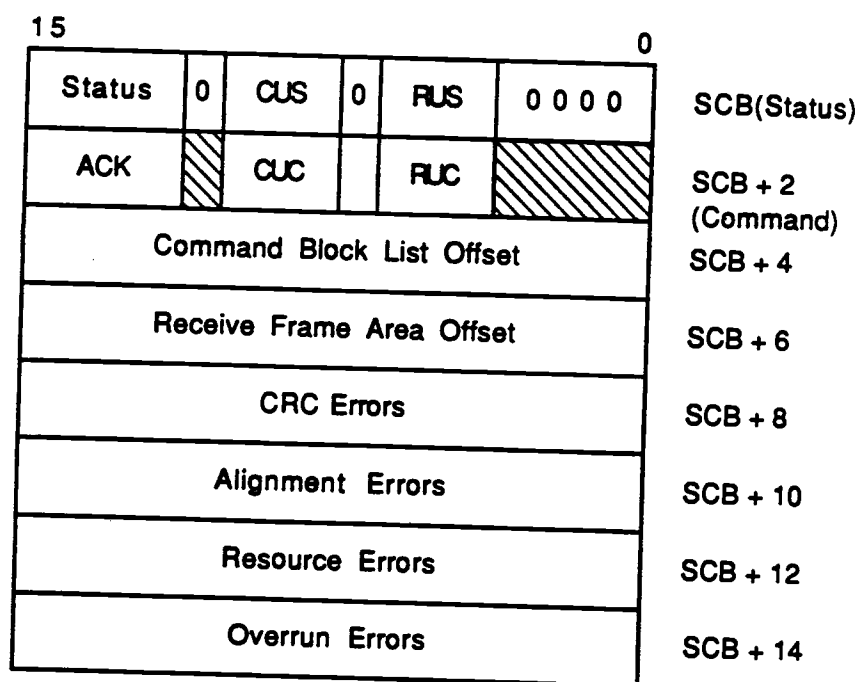 15 0
Status 0 CUS 0 RUS 0 0 0 0 SCB(Status)
ACK CUC RUC SCB + 2
(Command)
Command Block List Offset SCB + 4
Receive Frame Area Offset SCB + 6
CRC Errors SCB + 8
Alignment Errors SCB + 10
Resource Errors SCB + 12
Overrun Errors SCB + 14